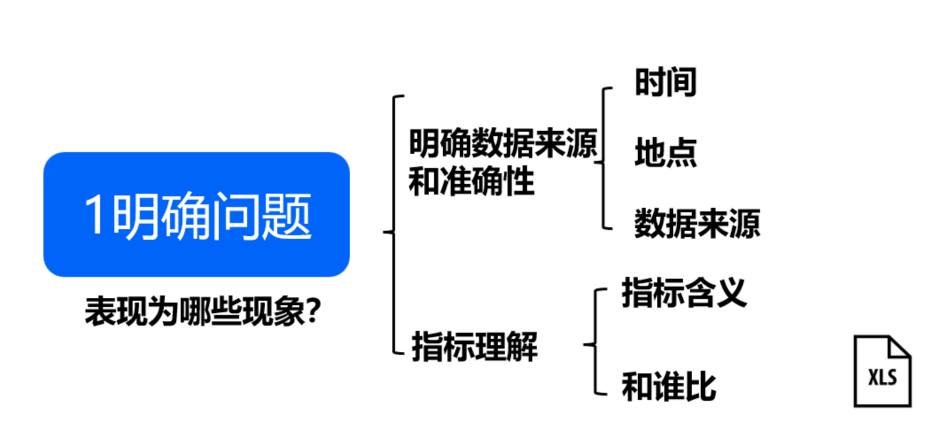 1明确问题
表现为哪些现象?
明确数据来源
和准确性
时间
地点
数据来源
指标理解
指标含义
和谁比
XLS